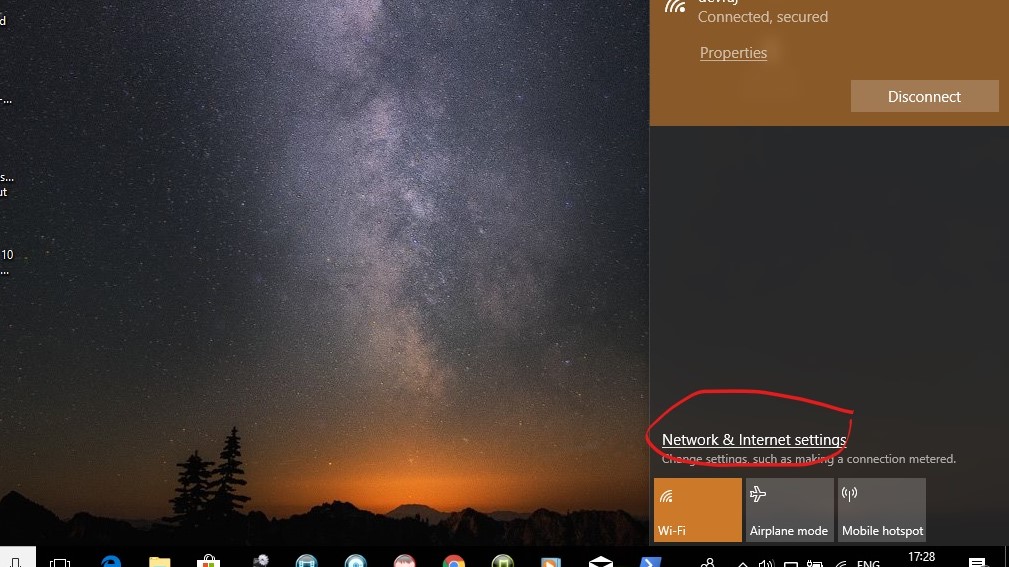 Connected, secured
Properties
Disconnect
10
Network & Internet settings
Change settings, such as making a connection metered.
Wi-Fi
Airplane mode
Mobile hotspot
17:28
ENG